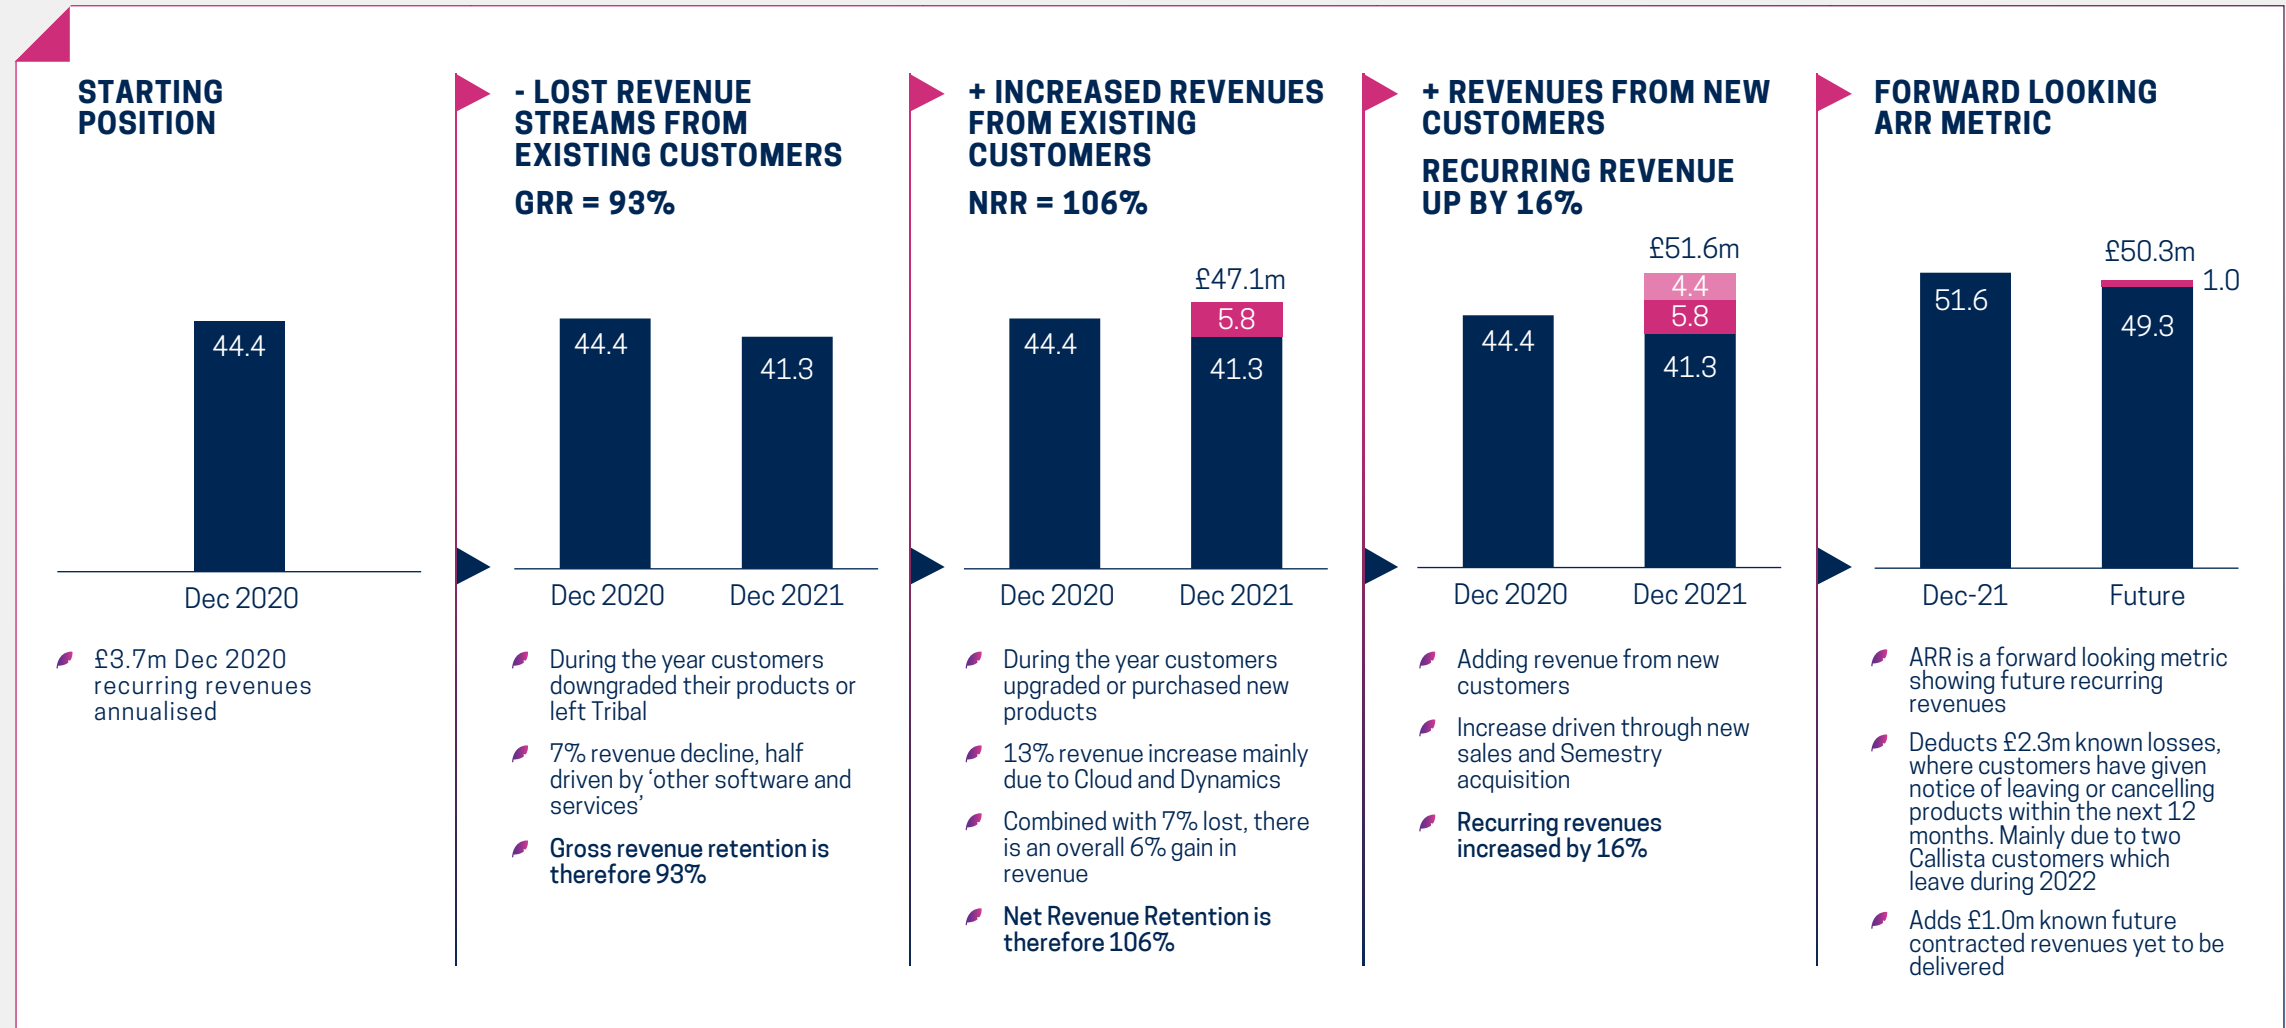 STARTING
POSITION
44.4
Dec 2020
£3.7m Dec 2020
recurring revenues
annualised
- LOST REVENUE
STREAMS FROM
EXISTING CUSTOMERS
GRR = 93%
44.4
41.3
Dec 2020
Dec 2021
During the year customers
downgraded their products or
left Tribal
7% revenue decline, half
driven by ‘other software and
services’
Gross revenue retention is
therefore 93%
+ INCREASED REVENUES
FROM EXISTING
CUSTOMERS
NRR = 106%
£47.1m
44.4
5.8
41.3
Dec 2020
Dec 2021
During the year customers
upgraded or purchased new
products
13% revenue increase mainly
due to Cloud and Dynamics
Combined with 7% lost, there
is an overall 6% gain in
revenue
Net Revenue Retention is
therefore 106%
+ REVENUES FROM NEW
CUSTOMERS
RECURRING REVENUE
UP BY 16%
£51.6m
44.4
4.4
5.8
41.3
Dec 2020
Dec 2021
Adding revenue from new
customers
Increase driven through new
sales and Semestry
acquisition
Recurring revenues
increased by 16%
FORWARD LOOKING
ARR METRIC
£50.3m
1.0
51.6
49.3
Dec-21
Future
ARR is a forward looking metric
showing future recurring
revenues
Deducts £2.3m known losses,
where customers have given
notice of leaving or cancelling
products within the next 12
months. Mainly due to two
Callista customers which
leave during 2022
Adds £1.0m known future
contracted revenues yet to be
delivered